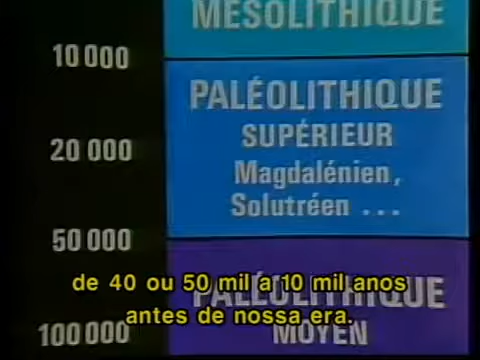 MÉSOLITHIQUE
10 000
PALÉOLITHIQUE
SUPÉRIEUR
20 000
Magdalénien,
Solutréen ...
50 000
PALÉOLITHIQUE
de 40 ou 50 mil a 10 mil anos
antes de nossa era.
100 000
MOYEN